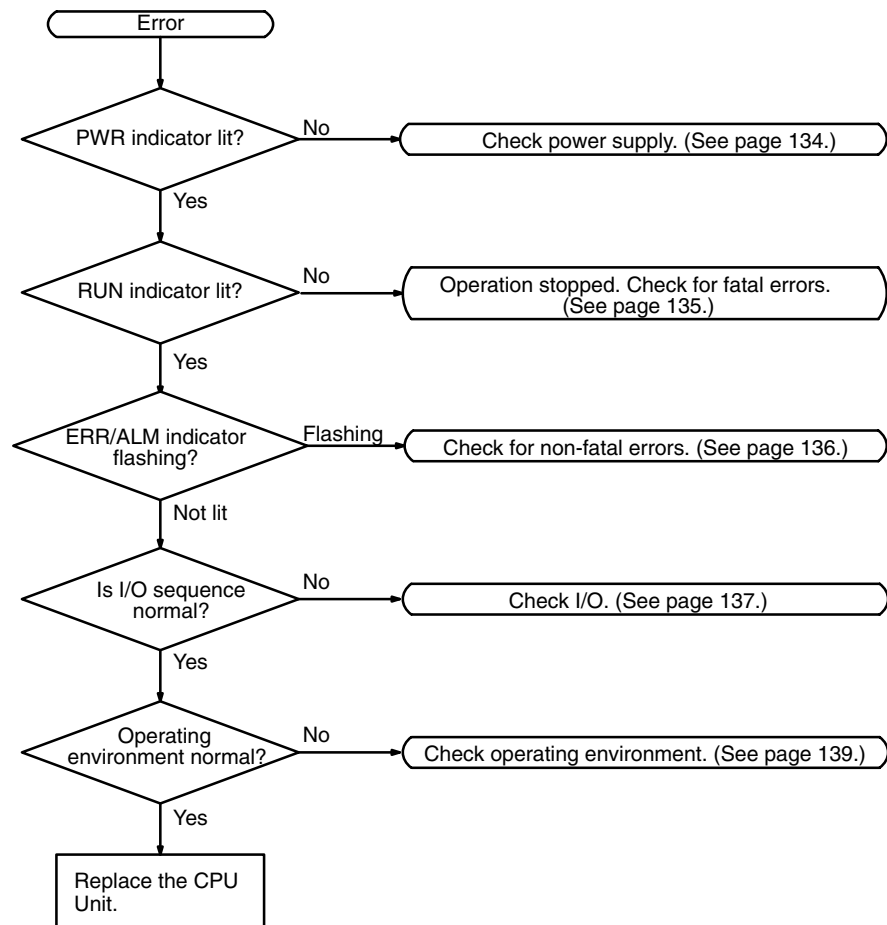 Error
PWR indicator lit?
No
Check power supply. (See page 134.)
Yes
RUN indicator lit?
No
Operation stopped. Check for fatal errors.
(See page 135.)
Yes
ERR/ALM indicator
flashing?
Flashing
Check for non-fatal errors. (See page 136.)
Not lit
Is I/O sequence
normal?
No
Check I/O. (See page 137.)
Yes
Operating
environment normal?
No
Check operating environment. (See page 139.)
Yes
Replace the CPU
Unit.